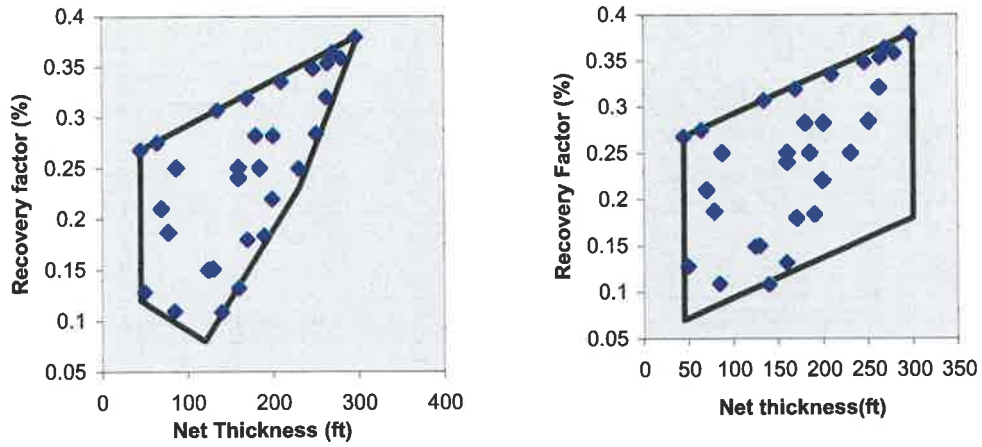 0.4
0.35
0.3
0.25
0.2
0.15
0.1
0.05
Recovery factor (%)
0 100 200 300 400
Net Thickness (ft)
0.4
0.35
0.3
0.25
0.2
0.15
0.1
0.05
Recovery Factor (%)
0 50 100 150 200 250 300 350
Net thickness(ft)